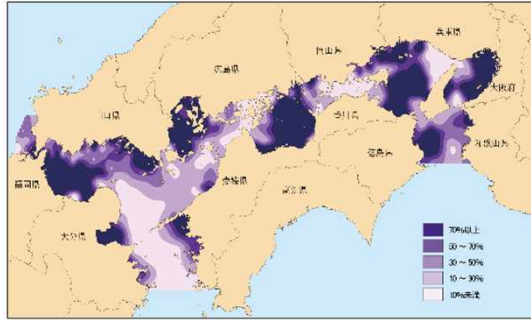 兵庫県
岡山県
広島県
大阪府
山口県
香川県
和歌山県
徳島県
愛媛県
福岡県
高知県
大分県
70%以上
50～70%
30～50%
10～30%
10%未満